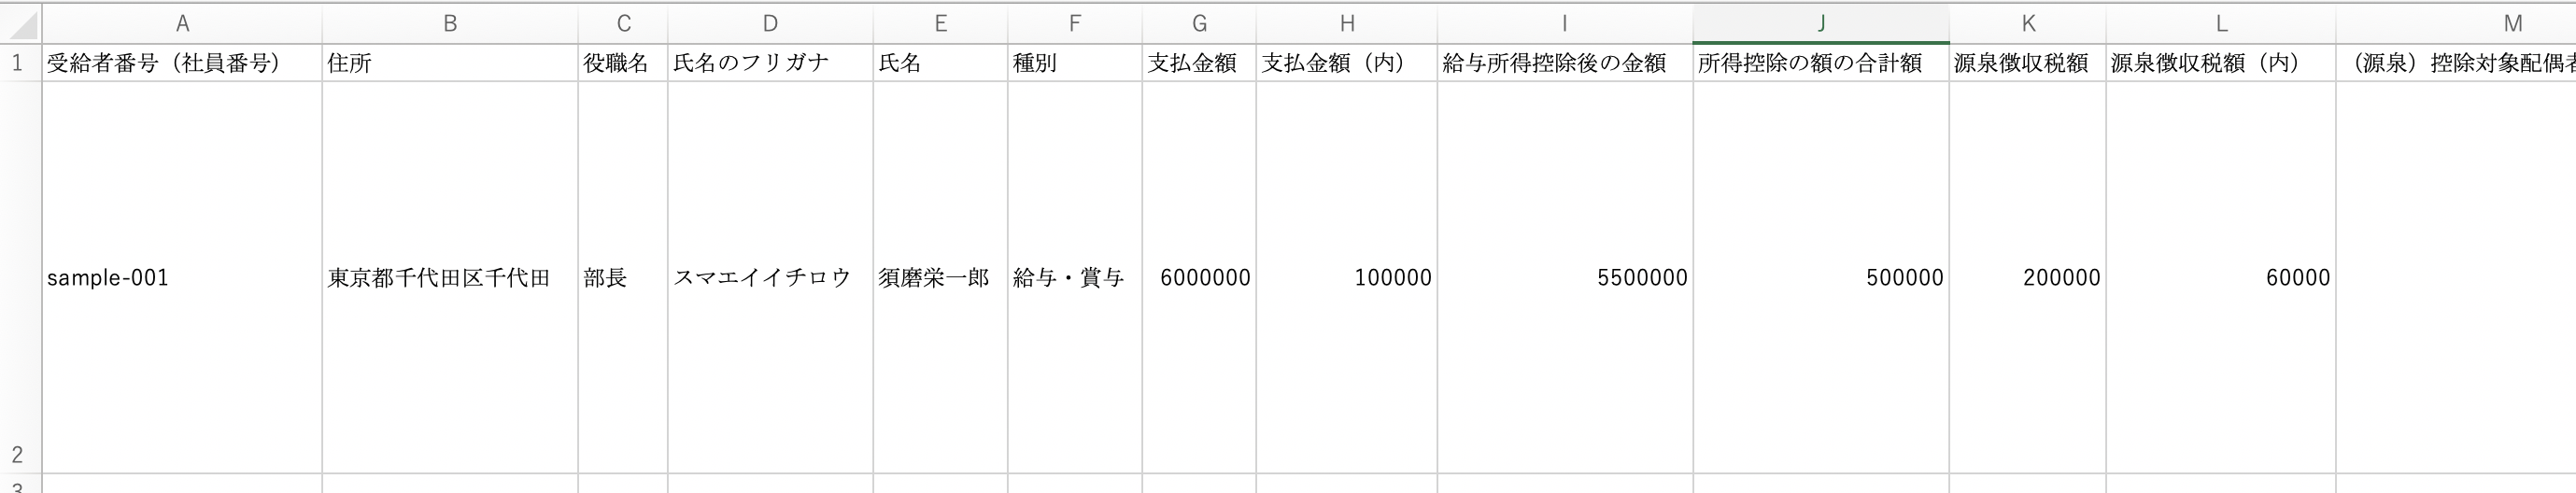 A B C D E F G H I J K L M
1 受給者番号（社員番号） 住所 役職名 氏名のフリガナ 氏名 種別 支払金額 支払金額（内） 給与所得控除後の金額 所得控除の額の合計額 源泉徴収税額 源泉徴収税額（内） （源泉）控除対象配偶者
2 sample-001 東京都千代田区千代田 部長 スマエイイチロウ 須磨栄一郎 給与・賞与 6000000 100000 5500000 500000 200000 60000
3